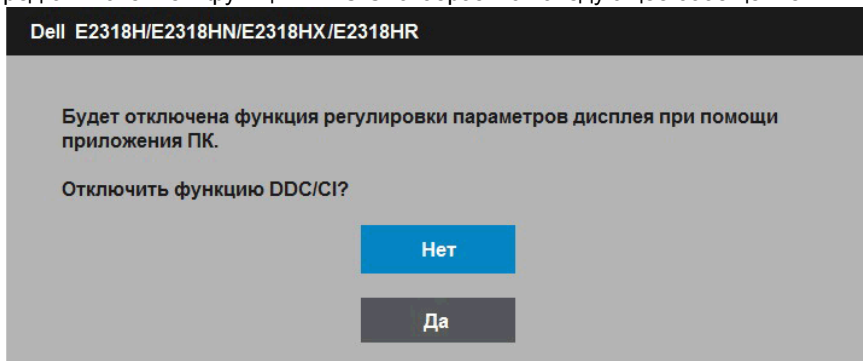 Dell E2318H/E2318HN/E2318HX/E2318HR
Будет отключена функция регулировки параметров дисплея при помощи
приложения ПК.
Отключить функцию DDC/CI?
Нет
Да